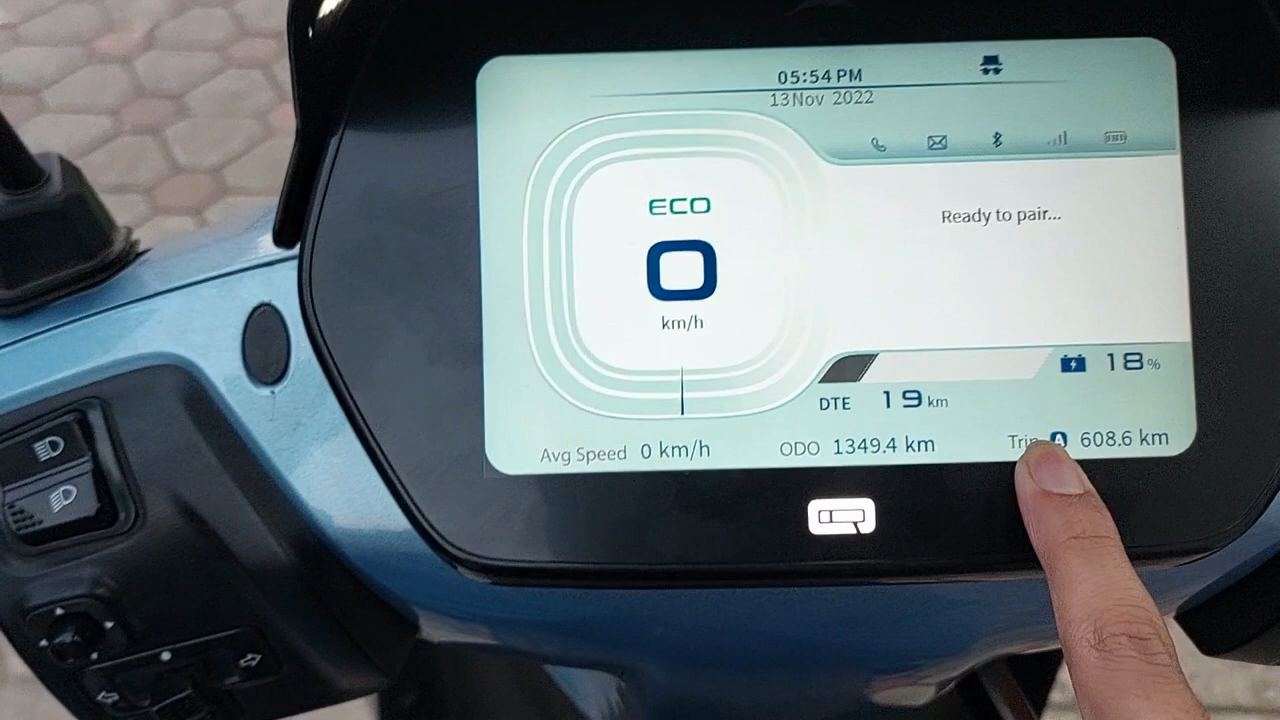 05:54 PM
13 Nov 2022
ECO
0
km/h
Ready to pair...
18 %
DTE 19 km
Avg Speed 0 km/h ODO 1349.4 km Trip A 608.6 km